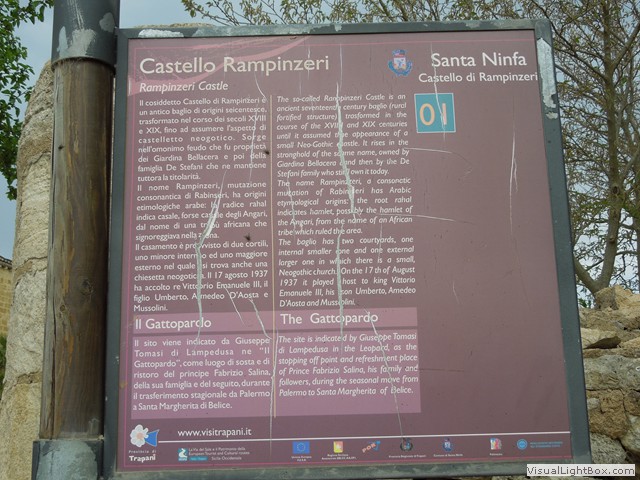 Castello Rampinzeri
Rampinzeri Castle
Santa Ninfa
Castello di Rampinzeri
01
Il cosiddetto Castello di Rampinzeri è
un antico baglio di origini seicentesce,
trasformato nel corso dei secoli XVIII
e XIX, fino ad assumere l'aspetto di
castelletto neogotico. Sorge
nell'omonimo feudo che fu proprietà
dei Giardina Bellacera e poi della
famiglia De Stefani che ne mantiene
tuttora la titolarità.
Il nome Rampinzeri, mutazione
consonantica di Rabinseri, ha origini
etimologiche arabe: la radice rahal
indica casale, forse casale degli Angari,
dal nome di una tribù africana che
signoreggiava nella zona.
Il casamento è provvisto di due cortili,
uno minore interno ed uno maggiore
esterno nel quale si trova anche una
chiesetta neogotica. Il 17 agosto 1937
ha accolto re Vittorio Emanuele III, il
figlio Umberto, Amedeo D'Aosta e
Mussolini.
The so-called Rampinzeri Castle is an
ancient seventeenth century baglie (rural
fortified structure) trasformed in the
course of the XVIII and XIX centuries
until it assumed the appearance of a
small Neo-Gothic castle. It rises in the
stronghold of the same name, owned by
Giardina Bellacera and then by the De
Stefani family who still own it today.
The name Rampinzeri, a consonatic
mutation of Rabinseri has Arabic
etymological origins: the root rahal
indicates hamlet, possibly the hamlet of
the Angari, from the name of an African
tribe which ruled the area.
The baglio has two courtyards, one
internal smaller one and one external
larger one in which there is a small,
Neogothic church. On the 17 th of August
1937 it played host to king Vittorio
Emanuele III, his son Umberto, Amedeo
D'Aosta and Mussolini.
Il Gattopardo
Il sito viene indicato da Giuseppe
Tomasi di Lampedusa ne "Il
Gattopardo", come luogo di sosta e di
ristoro del principe Fabrizio Salina,
della sua famiglia e del seguito, durante
il trasferimento stagionale da Palermo
a Santa Margherita di Belice.
The Gattopardo
The site is indicated by Giuseppe Tomasi
di Lampedusa in the Leopard, as the
stopping off point and refreshment place
of Prince Fabrizio Salina, his family and
followers, during the seasonal move from
Palermo to Santa Margherita of Belice.
www.visitrapani.it
Trapani
VisualLightBox.com